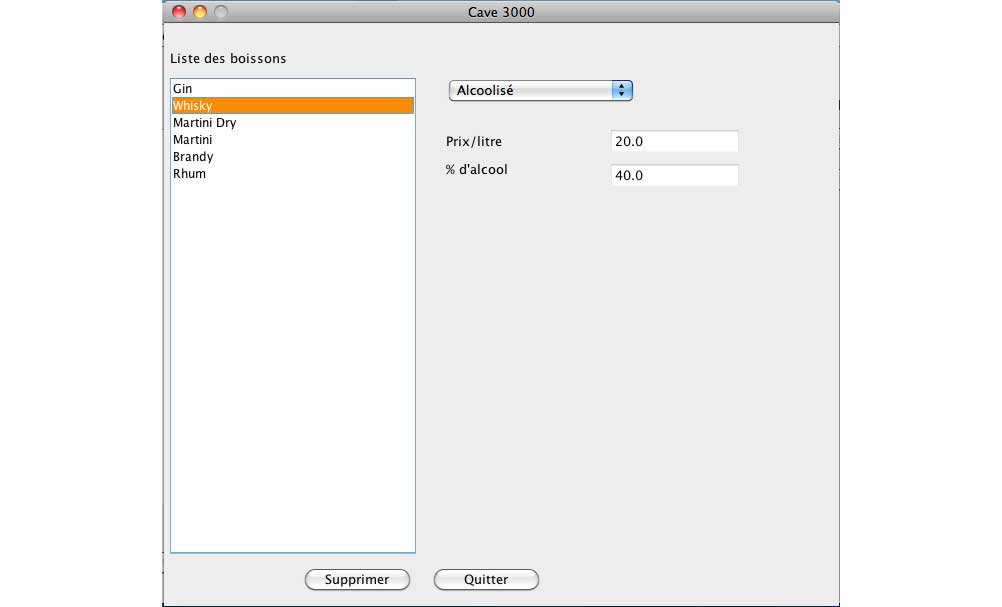 Cave 3000
Liste des boissons
Gin
Whisky
Martini Dry
Martini
Brandy
Rhum
Alcoolisé
Prix/litre
20.0
% d'alcool
40.0
Supprimer
Quitter